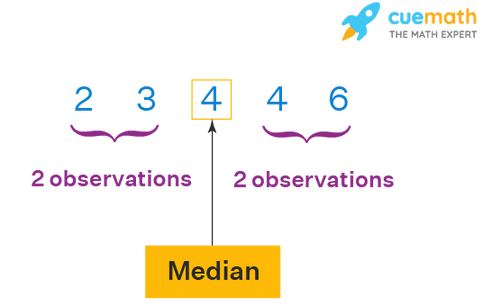 cuemath
THE MATH EXPERT
2 3 4 4 6
2 observations 2 observations
Median